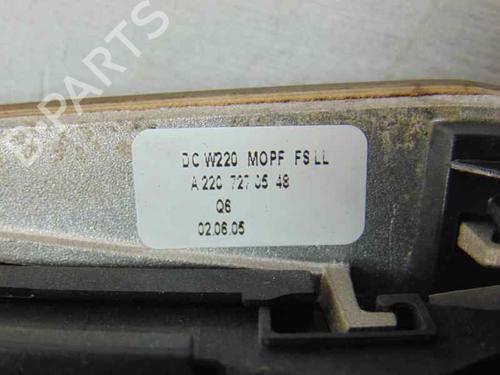 DC W220 MOPF FS LL
A 220 727 05 48
Q6
02.06.05
B-PARTS